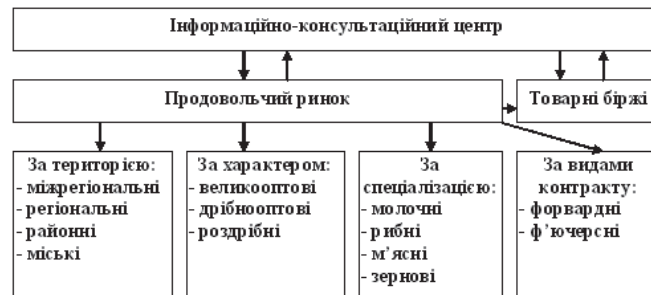 Інформаційно-консультаційний центр
Продовольчий ринок
Товарні біржі
За територією:
- міжрегіональні
- регіональні
- районні
- міські
За характером:
- великооптові
- дрібнооптові
- роздрібні
За
спеціалізацією:
- молочні
- рибні
- м’ясні
- зернові
За видами
контракту:
- форвардні
- ф’ючерсні